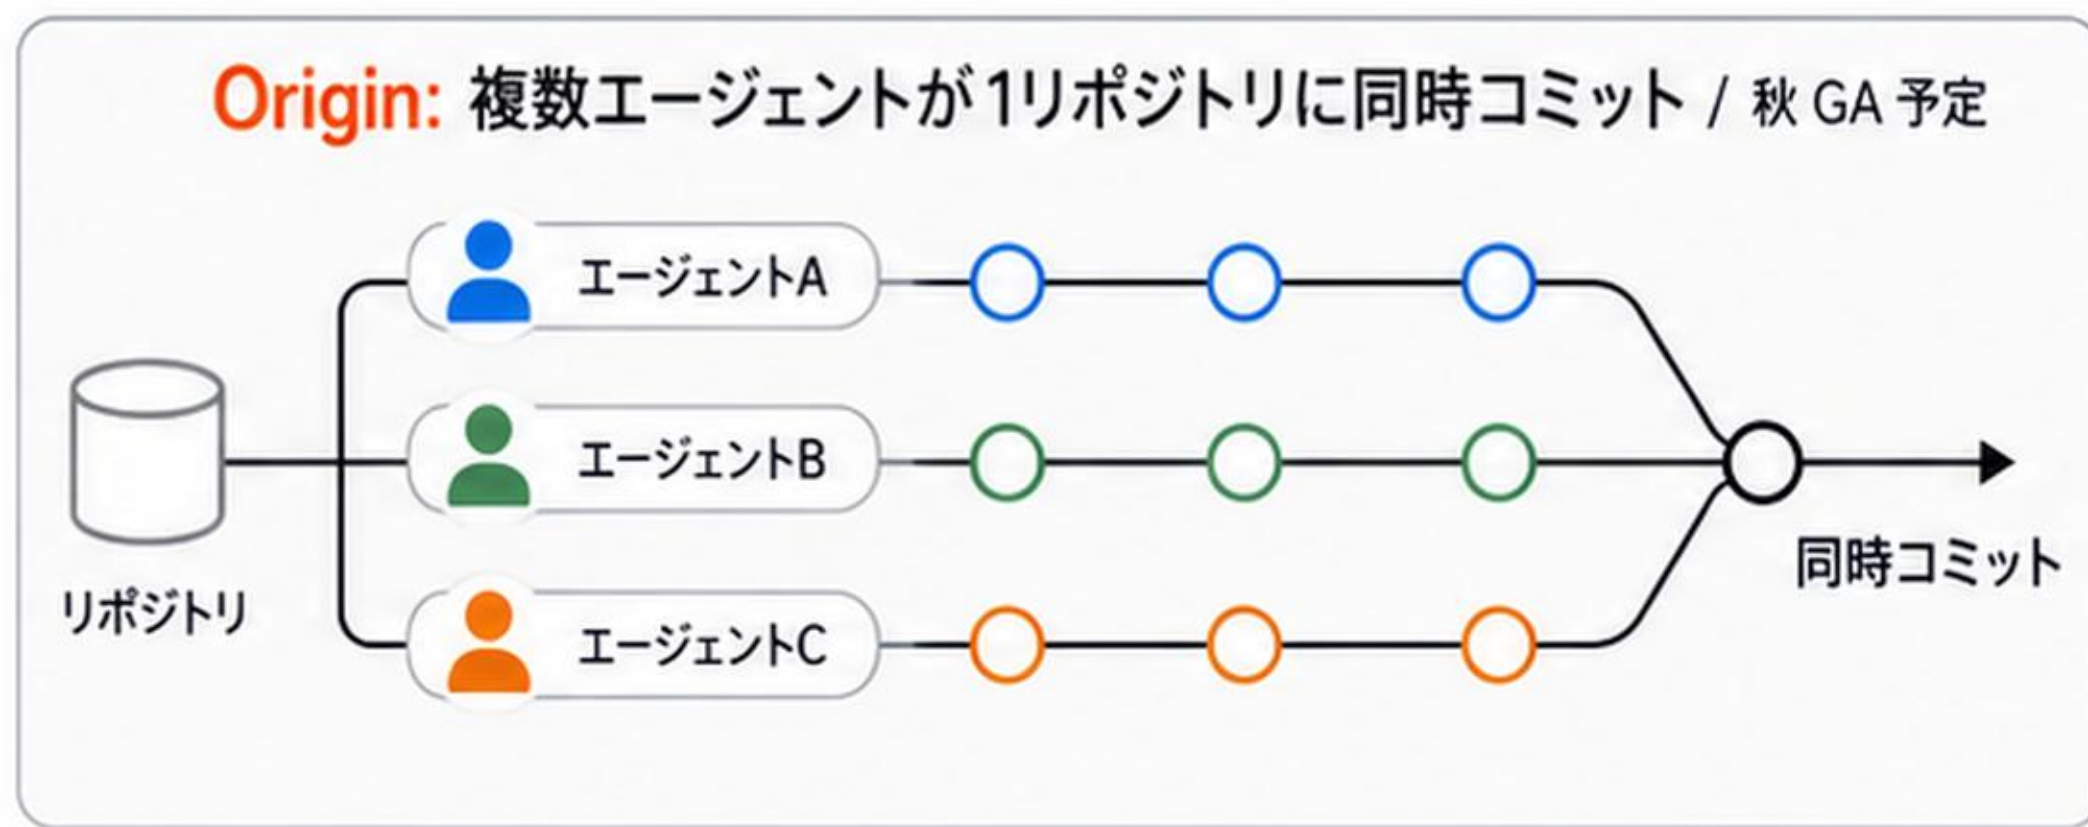 Origin: 複数エージェントが1リポジトリに同時コミット / 秋 GA 予定
エージェントA
エージェントB
エージェントC
リポジトリ
同時コミット